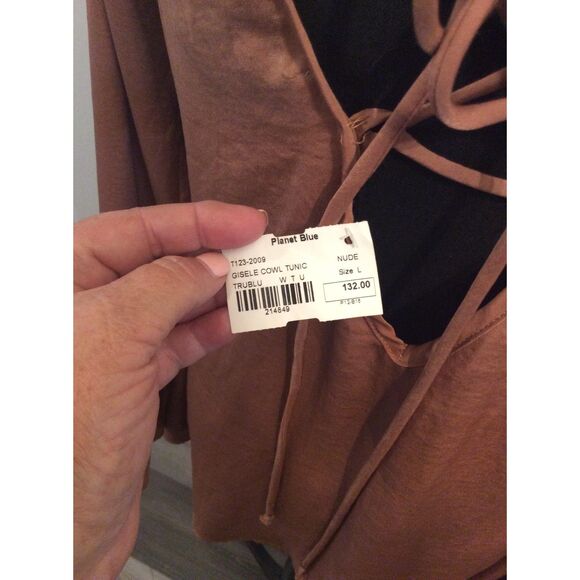 Planet Blue
T123-2009 NUDE
GISELE COWL TUNIC Size L
TRUBLU W T U 132.00
214849